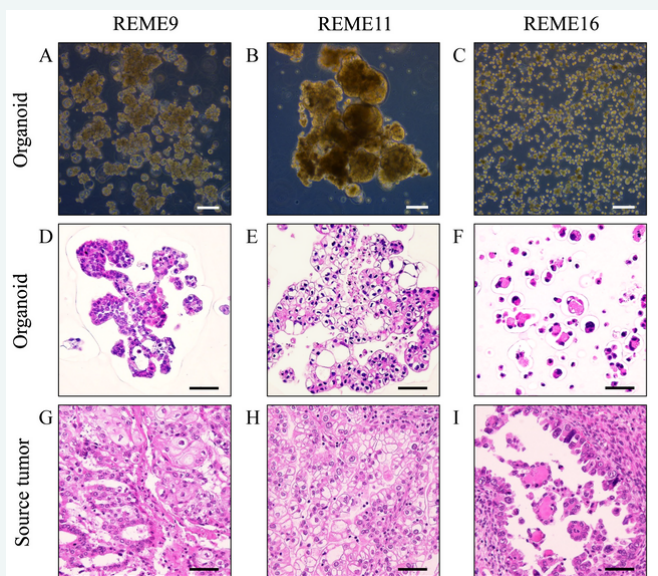 REME9 REME11 REME16
A B C
Organoid
D E F
Organoid
G H I
Source tumor